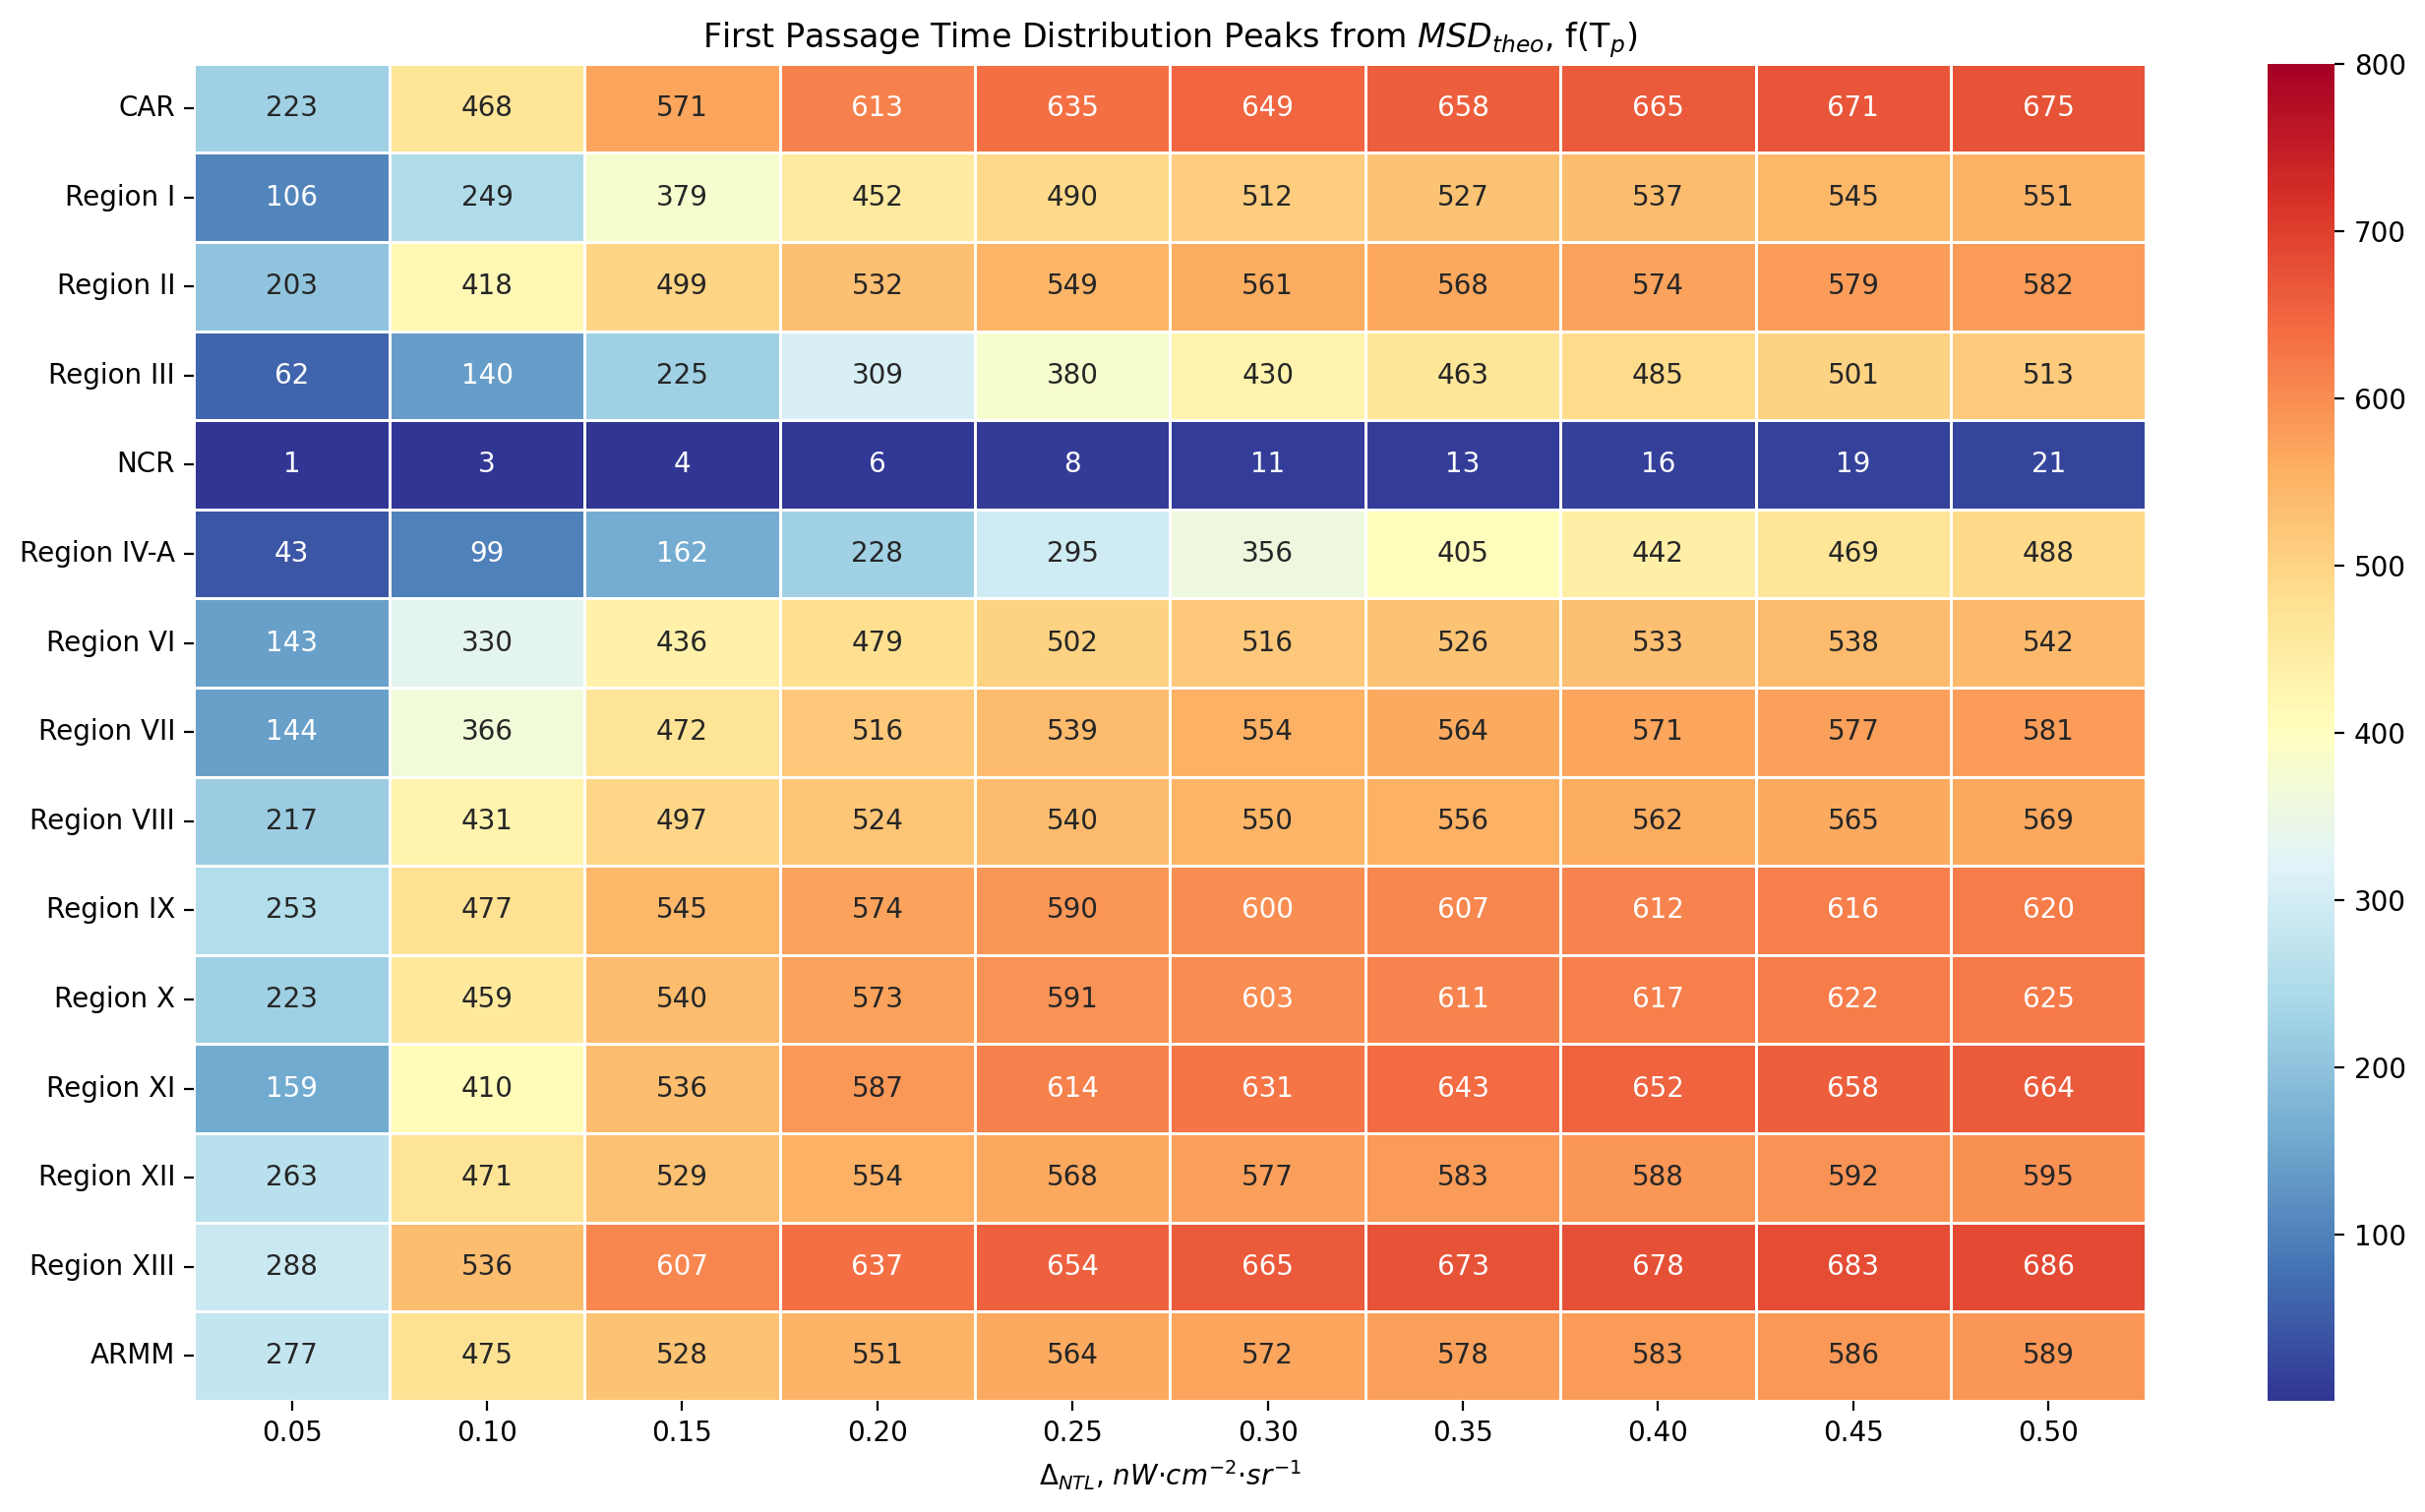 First Passage Time Distribution Peaks from MSD_theo, f(T_p)
CAR 223 468 571 613 635 649 658 665 671 675
Region I 106 249 379 452 490 512 527 537 545 551
Region II 203 418 499 532 549 561 568 574 579 582
Region III 62 140 225 309 380 430 463 485 501 513
NCR 1 3 4 6 8 11 13 16 19 21
Region IV-A 43 99 162 228 295 356 405 442 469 488
Region VI 143 330 436 479 502 516 526 533 538 542
Region VII 144 366 472 516 539 554 564 571 577 581
Region VIII 217 431 497 524 540 550 556 562 565 569
Region IX 253 477 545 574 590 600 607 612 616 620
Region X 223 459 540 573 591 603 611 617 622 625
Region XI 159 410 536 587 614 631 643 652 658 664
Region XII 263 471 529 554 568 577 583 588 592 595
Region XIII 288 536 607 637 654 665 673 678 683 686
ARMM 277 475 528 551 564 572 578 583 586 589
0.05 0.10 0.15 0.20 0.25 0.30 0.35 0.40 0.45 0.50
Δ_NTL, nW·cm⁻²·sr⁻¹
800
700
600
500
400
300
200
100